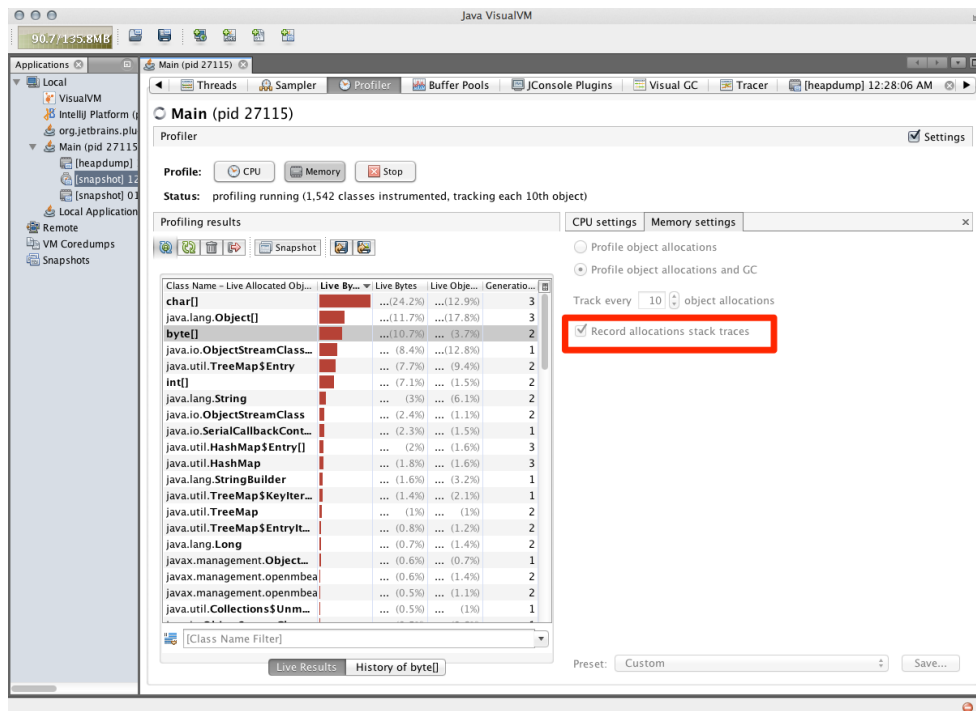 Java VisualVM
90.7/135.8MB
Applications
Main (pid 27115)
Local
VisualVM
IntelliJ Platform (
org.jetbrains.plu
Main (pid 27115
[heapdump]
[snapshot] 12
[snapshot] 01
Local Application
Remote
VM Coredumps
Snapshots
Threads Sampler Profiler Buffer Pools JConsole Plugins Visual GC Tracer [heapdump] 12:28:06 AM
Main (pid 27115)
Profiler Settings
Profile: CPU Memory Stop
Status: profiling running (1,542 classes instrumented, tracking each 10th object)
Profiling results
Snapshot
Class Name – Live Allocated Obj... Live By... Live Bytes Live Obje... Generatio...
char[] ...(24.2%) ...(12.9%) 3
java.lang.Object[] ...(11.7%) ...(17.8%) 3
byte[] ...(10.7%) ... (3.7%) 2
java.io.ObjectStreamClass... ... (8.4%) ...(12.8%) 1
java.util.TreeMap$Entry ... (7.7%) ... (9.4%) 2
int[] ... (7.1%) ... (1.5%) 2
java.lang.String ... (3%) ... (6.1%) 2
java.io.ObjectStreamClass ... (2.4%) ... (1.1%) 2
java.io.SerialCallbackCont... ... (2.3%) ... (1.5%) 1
java.util.HashMap$Entry[] ... (2%) ... (1.6%) 3
java.util.HashMap ... (1.8%) ... (1.6%) 3
java.lang.StringBuilder ... (1.6%) ... (3.2%) 1
java.util.TreeMap$KeyIter... ... (1.4%) ... (2.1%) 1
java.util.TreeMap ... (1%) ... (1%) 2
java.util.TreeMap$EntryIt... ... (0.8%) ... (1.2%) 2
java.lang.Long ... (0.7%) ... (1.4%) 2
javax.management.Object... ... (0.6%) ... (0.7%) 1
javax.management.openmbea ... (0.6%) ... (1.4%) 2
javax.management.openmbea ... (0.5%) ... (1.1%) 2
java.util.Collections$Unm... ... (0.5%) ... (1%) 1
[Class Name Filter]
Live Results History of byte[]
CPU settings Memory settings
Profile object allocations
Profile object allocations and GC
Track every 10 object allocations
Record allocations stack traces
Preset: Custom Save...